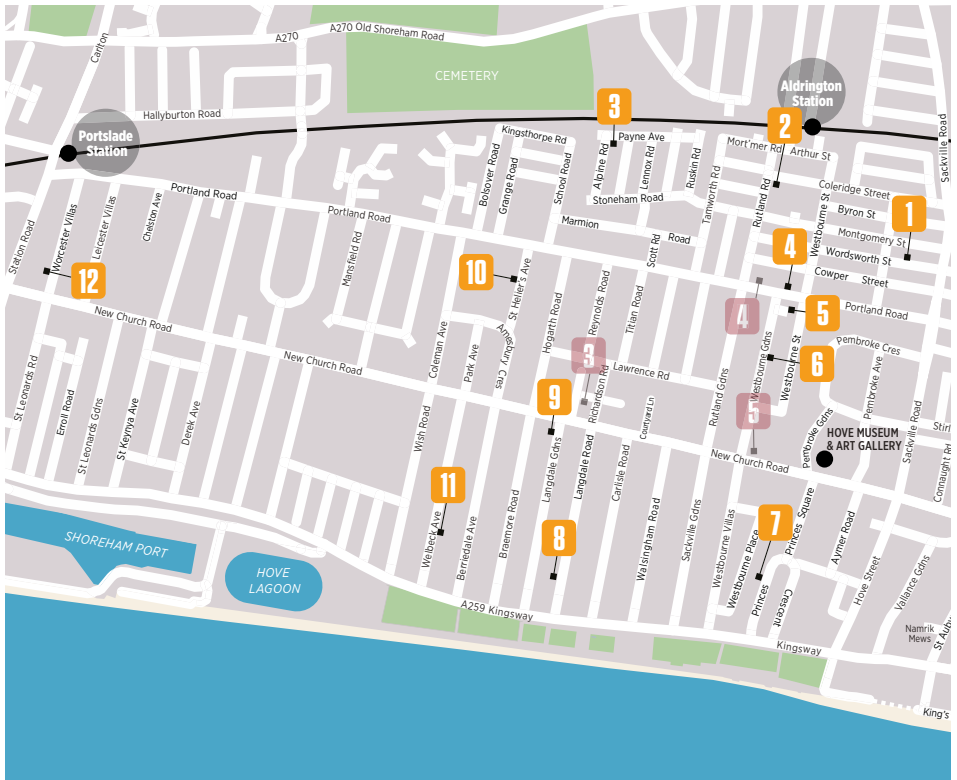 A270
A270 Old Shoreham Road
Carlton
CEMETERY
Aldrington
Station
Sackville Road
Hallyburton Road
Portslade
Station
3
2
Kingsthorpe Rd
Payne Ave
Mort'mer Rd
Arthur St
Bolsover Road
Grange Road
School Road
Alpine Rd
Lennox Rd
Ruskin Rd
Tamworth Rd
Rutland Rd
Westbourne St
Coleridge Street
Byron St
Montgomery St
Wordsworth St
Cowper Street
1
Stoneham Road
Marmion Road
Portland Road
Portland Road
Portland Road
Station Road
Worcester Villas
Leicester Villas
Chelston Ave
Mansfield Rd
Scott Rd
4
10
12
St Heller's Ave
Hogarth Road
Reynolds Road
Titian Road
4
5
New Church Road
New Church Road
New Church Road
Coleman Ave
Park Ave
Amesbury Cres
3
Richardson Rd
Lawrence Rd
Rutland Gdns
Westbourne Gdns
Westbourne St
6
Pembroke Cres
Pembroke Ave
St Leonards Rd
Erroll Road
St Leonards Gdns
St Keynya Ave
Derek Ave
Wish Road
9
Courtyard Ln
5
Pembroke Gdns
HOVE MUSEUM
& ART GALLERY
Sackville Road
Stirl
Connaught Rd
11
Langdale Gdns
Langdale Road
Carlisle Road
Welbeck Ave
Berriedale Ave
Braemore Road
8
Walsingham Road
Sackville Gdns
Westbourne Villas
Westbourne Place
7
Princes Square
Princes Crescent
Aymer Road
Hove Street
Vallance Gdns
Namrik
Mews
St Aub
SHOREHAM PORT
HOVE
LAGOON
A259 Kingsway
Kingsway
King's